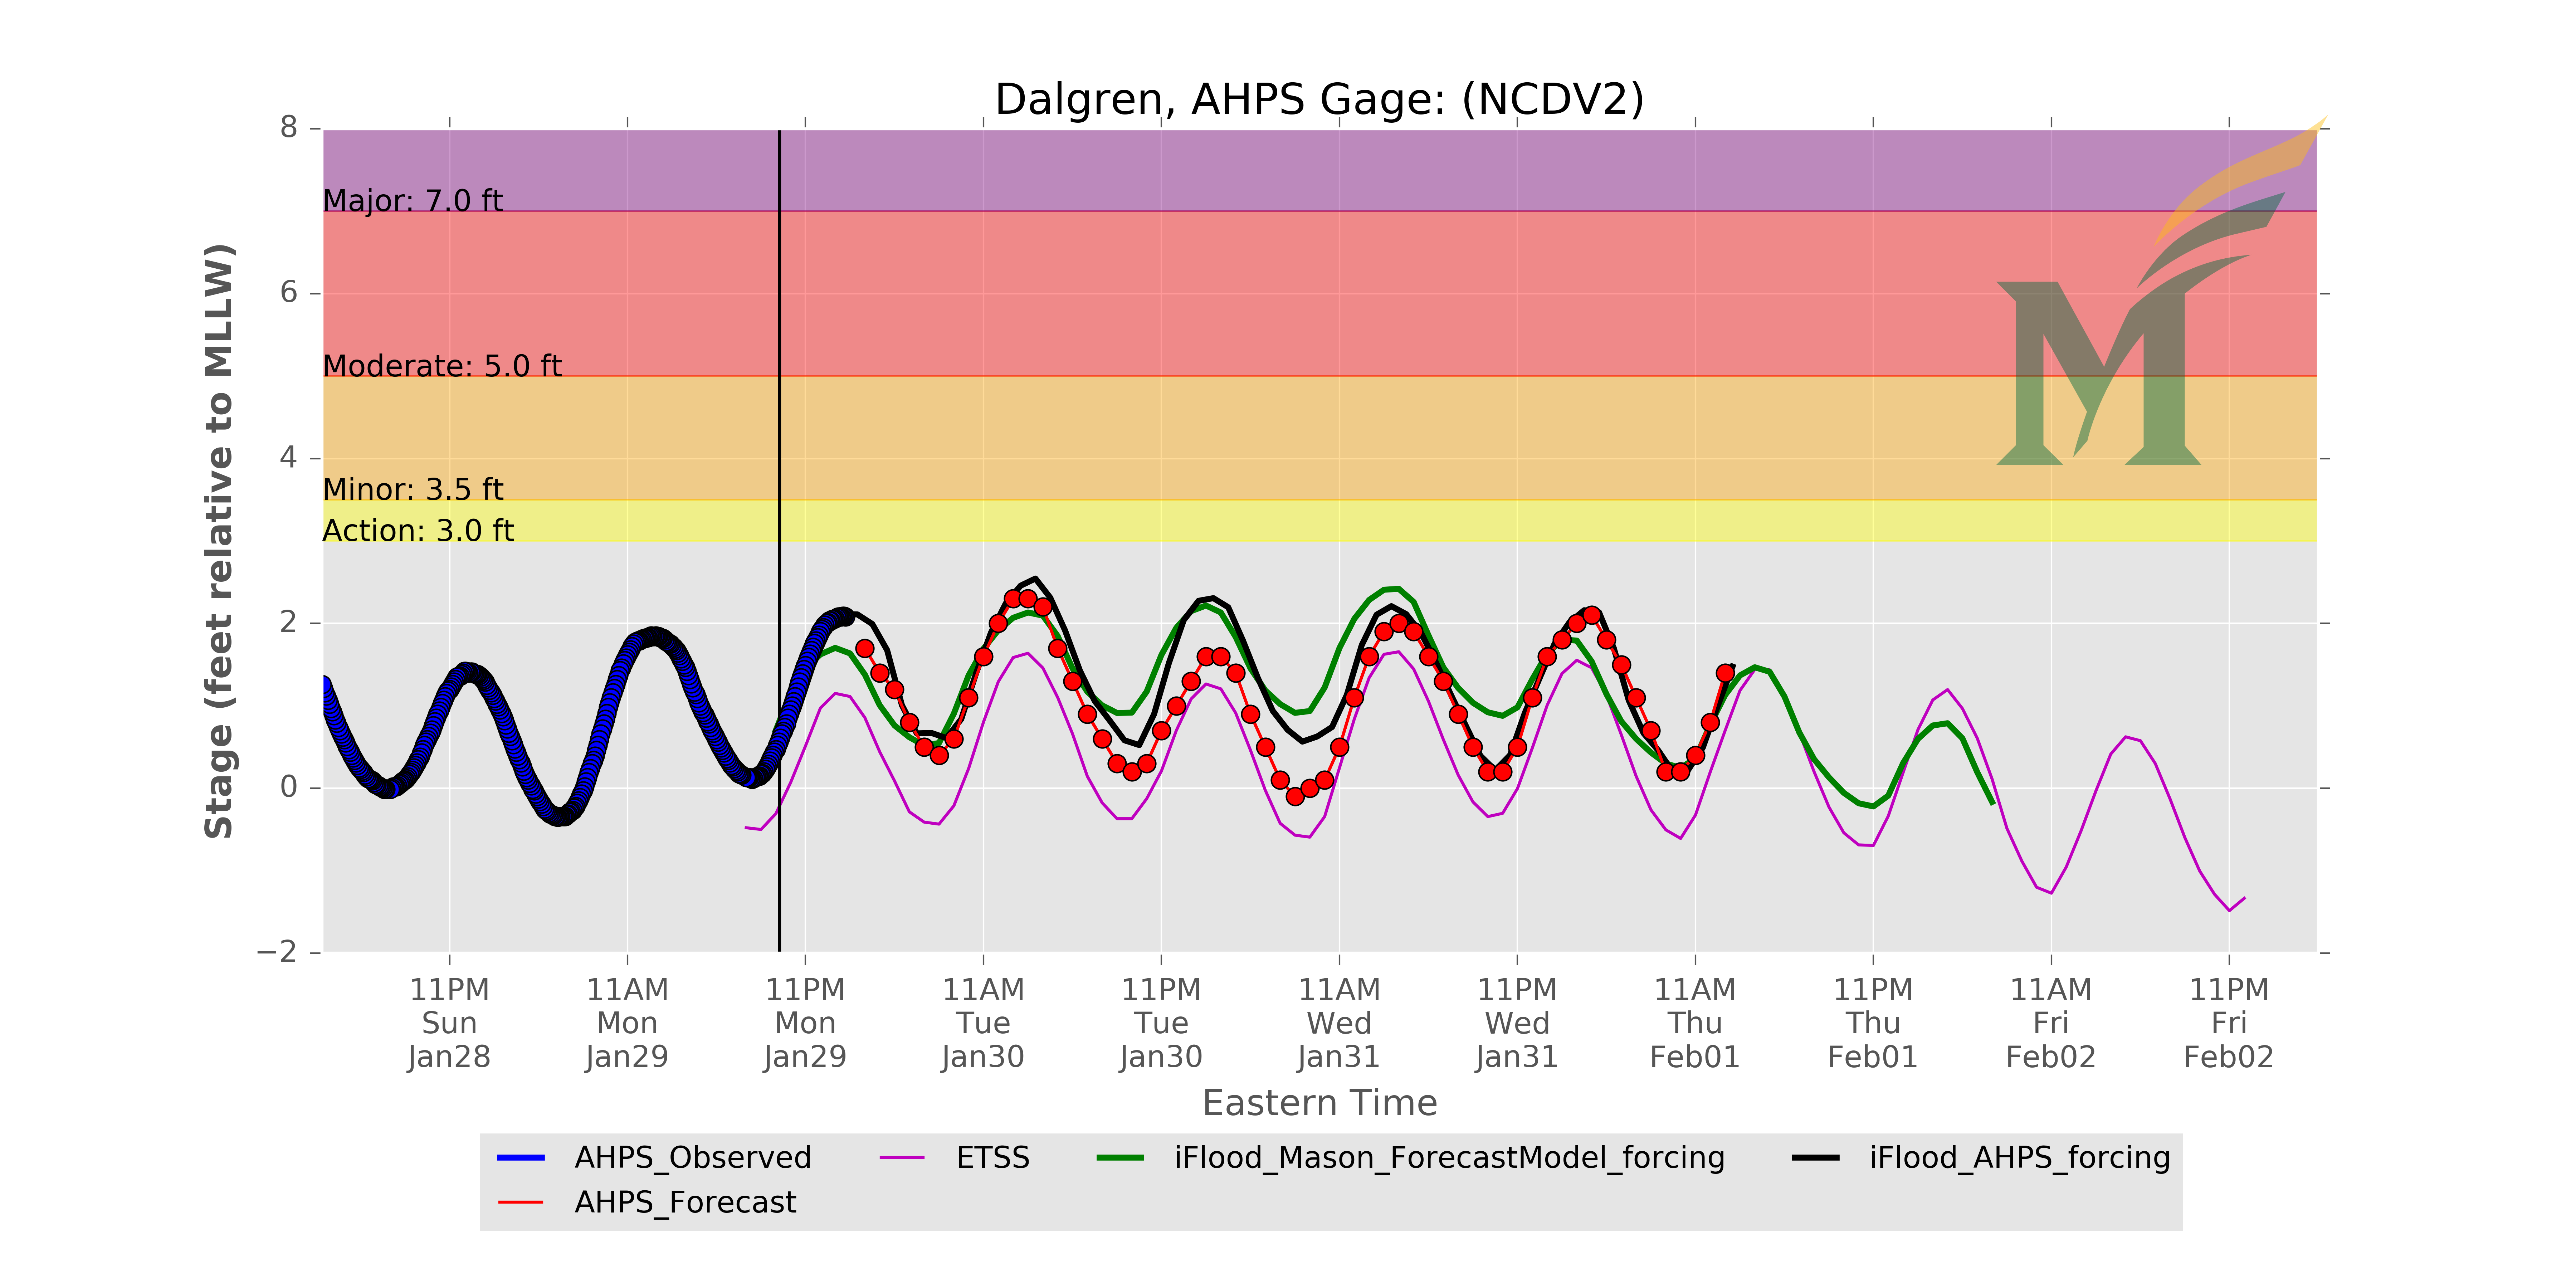 Dalgren, AHPS Gage: (NCDV2)
8
6
4
2
0
−2
Stage (feet relative to MLLW)
Major: 7.0 ft
Moderate: 5.0 ft
Minor: 3.5 ft
Action: 3.0 ft
11PM
Sun
Jan28
11AM
Mon
Jan29
11PM
Mon
Jan29
11AM
Tue
Jan30
11PM
Tue
Jan30
11AM
Wed
Jan31
11PM
Wed
Jan31
11AM
Thu
Feb01
11PM
Thu
Feb01
11AM
Fri
Feb02
11PM
Fri
Feb02
Eastern Time
AHPS_Observed
AHPS_Forecast
ETSS
iFlood_Mason_ForecastModel_forcing
iFlood_AHPS_forcing
M